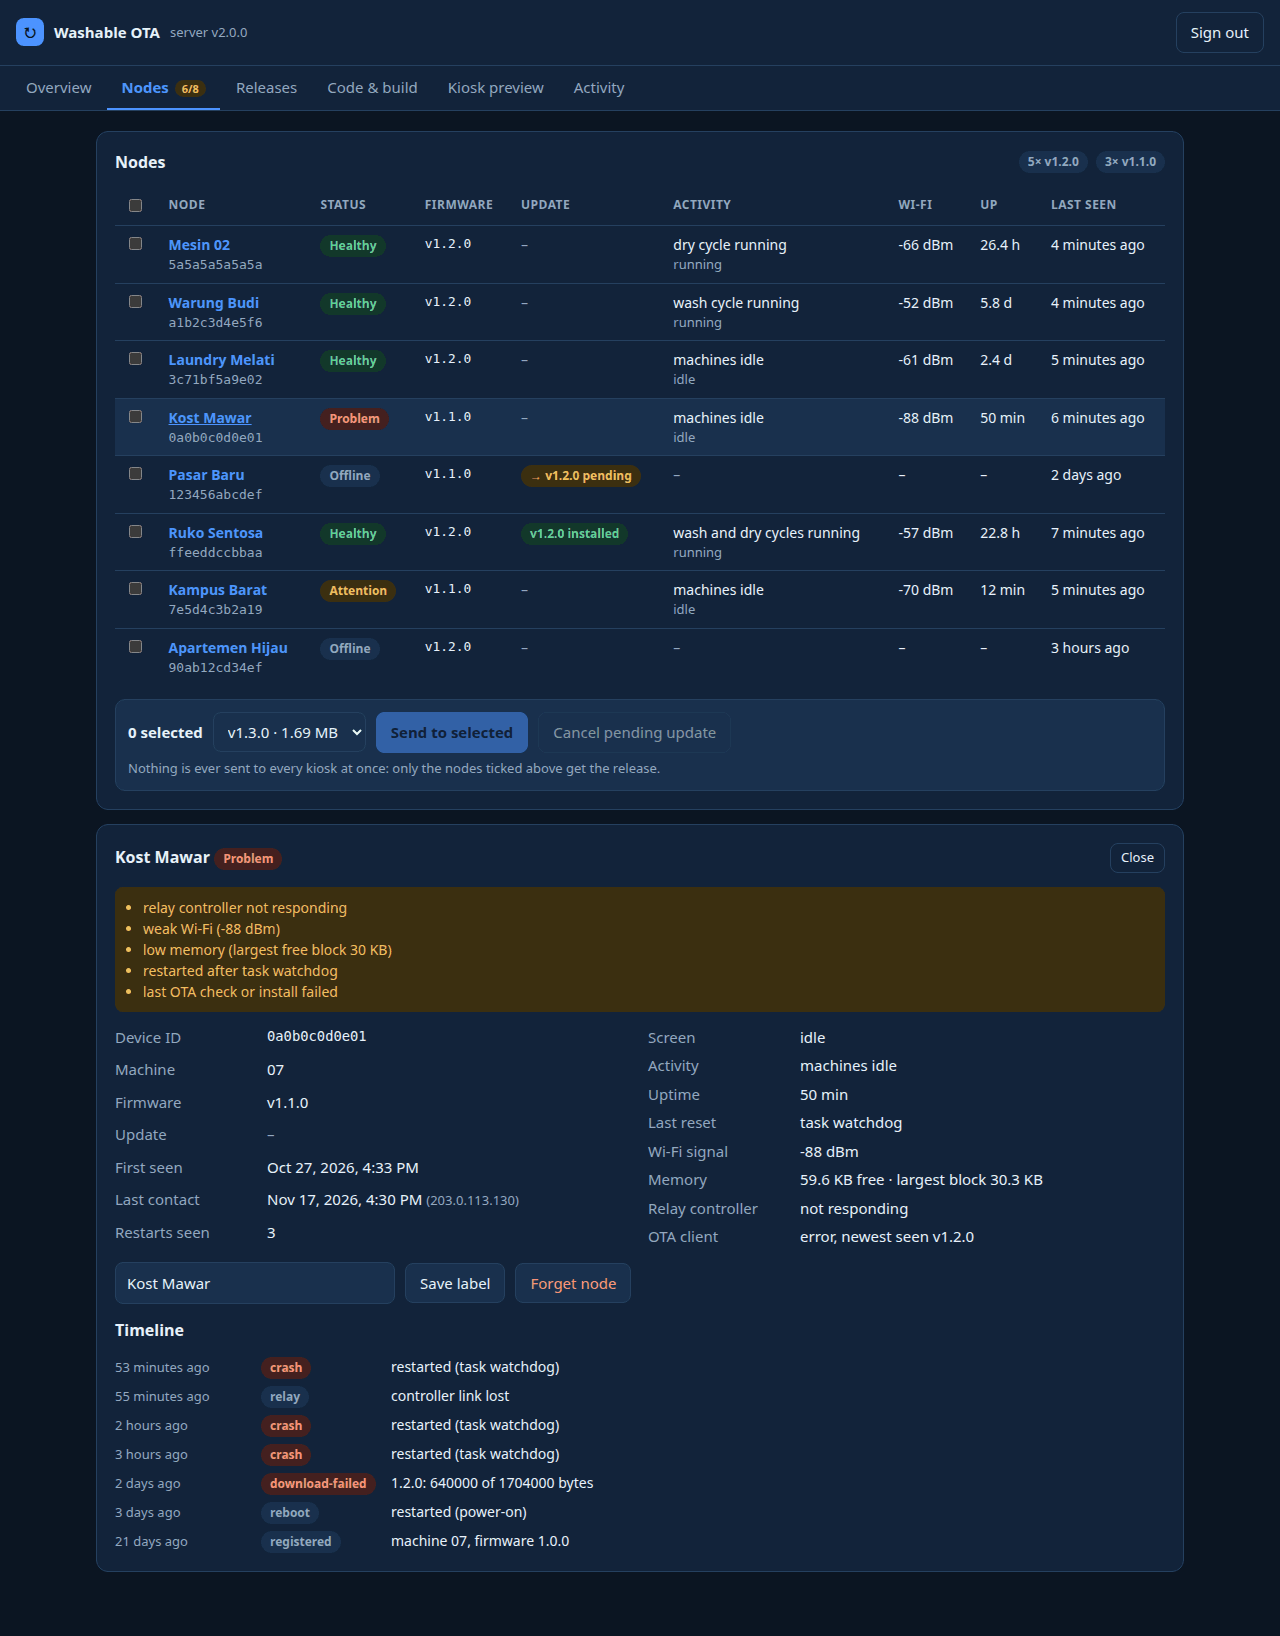 ↻ Washable OTA server v2.0.0 Sign out
Overview Nodes 6/8 Releases Code & build Kiosk preview Activity
Nodes 5× v1.2.0 3× v1.1.0
NODE STATUS FIRMWARE UPDATE ACTIVITY WI-FI UP LAST SEEN
Mesin 02 Healthy v1.2.0 – dry cycle running -66 dBm 26.4 h 4 minutes ago
5a5a5a5a5a5a running
Warung Budi Healthy v1.2.0 – wash cycle running -52 dBm 5.8 d 4 minutes ago
a1b2c3d4e5f6 running
Laundry Melati Healthy v1.2.0 – machines idle -61 dBm 2.4 d 5 minutes ago
3c71bf5a9e02 idle
Kost Mawar Problem v1.1.0 – machines idle -88 dBm 50 min 6 minutes ago
0a0b0c0d0e01 idle
Pasar Baru Offline v1.1.0 → v1.2.0 pending – – – 2 days ago
123456abcdef
Ruko Sentosa Healthy v1.2.0 v1.2.0 installed wash and dry cycles running -57 dBm 22.8 h 7 minutes ago
ffeeddccbbaa running
Kampus Barat Attention v1.1.0 – machines idle -70 dBm 12 min 5 minutes ago
7e5d4c3b2a19 idle
Apartemen Hijau Offline v1.2.0 – – – – 3 hours ago
90ab12cd34ef
0 selected v1.3.0 · 1.69 MB Send to selected Cancel pending update
Nothing is ever sent to every kiosk at once: only the nodes ticked above get the release.
Kost Mawar Problem Close
• relay controller not responding
• weak Wi-Fi (-88 dBm)
• low memory (largest free block 30 KB)
• restarted after task watchdog
• last OTA check or install failed
Device ID 0a0b0c0d0e01
Machine 07
Firmware v1.1.0
Update –
First seen Oct 27, 2026, 4:33 PM
Last contact Nov 17, 2026, 4:30 PM (203.0.113.130)
Restarts seen 3
Screen idle
Activity machines idle
Uptime 50 min
Last reset task watchdog
Wi-Fi signal -88 dBm
Memory 59.6 KB free · largest block 30.3 KB
Relay controller not responding
OTA client error, newest seen v1.2.0
Kost Mawar Save label Forget node
Timeline
53 minutes ago crash restarted (task watchdog)
55 minutes ago relay controller link lost
2 hours ago crash restarted (task watchdog)
3 hours ago crash restarted (task watchdog)
2 days ago download-failed 1.2.0: 640000 of 1704000 bytes
3 days ago reboot restarted (power-on)
21 days ago registered machine 07, firmware 1.0.0